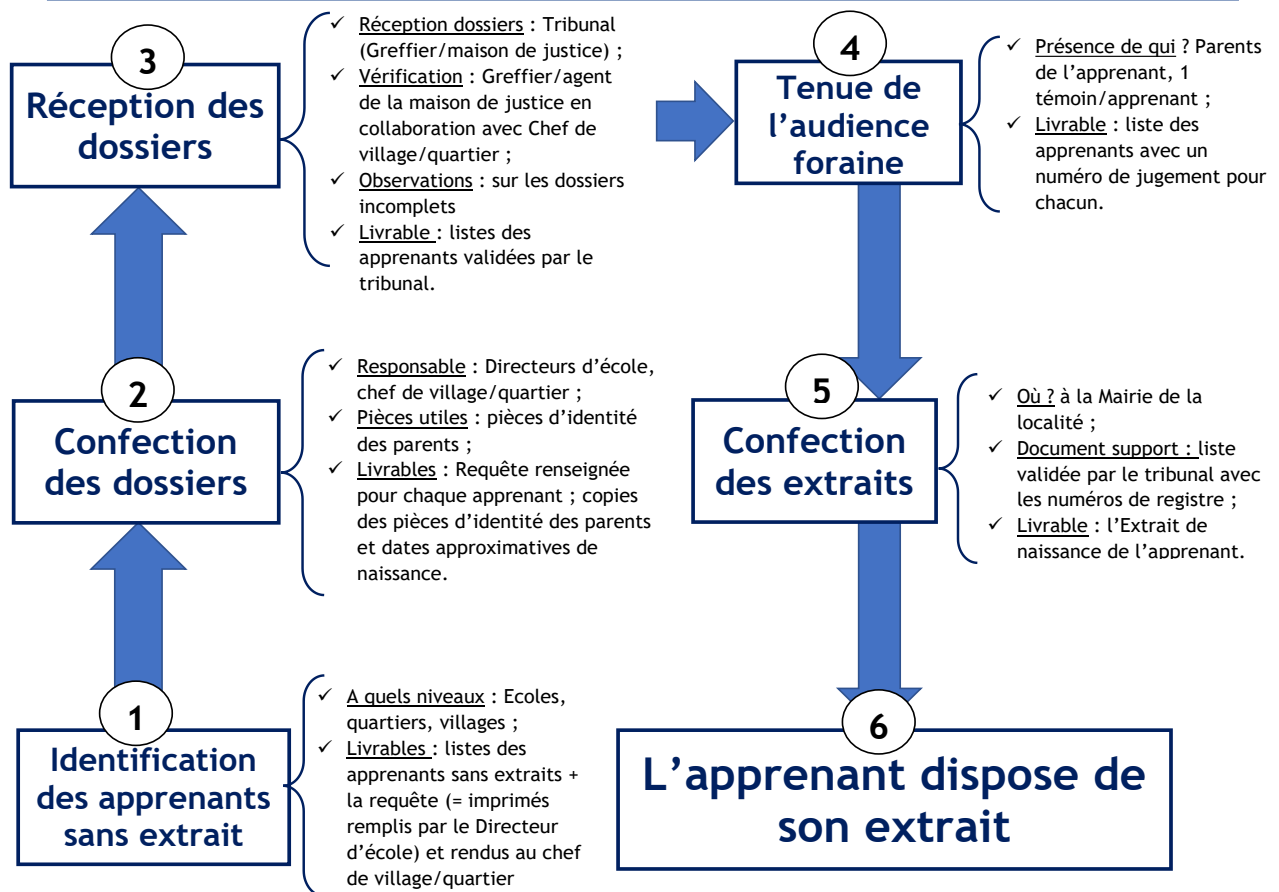 3
Réception des
dossiers
✓ Réception dossiers : Tribunal
(Greffier/maison de justice) ;
✓ Vérification : Greffier/agent
de la maison de justice en
collaboration avec Chef de
village/quartier ;
✓ Observations : sur les dossiers
incomplets
✓ Livrable : listes des
apprenants validées par le
tribunal.
4
Tenue de
l’audience
foraine
✓ Présence de qui ? Parents
de l’apprenant, 1
témoin/apprenant ;
✓ Livrable : liste des
apprenants avec un
numéro de jugement pour
chacun.
2
Confection
des dossiers
✓ Responsable : Directeurs d’école,
chef de village/quartier ;
✓ Pièces utiles : pièces d’identité
des parents ;
✓ Livrables : Requête renseignée
pour chaque apprenant ; copies
des pièces d’identité des parents
et dates approximatives de
naissance.
5
Confection
des extraits
✓ Où ? à la Mairie de la
localité ;
✓ Document support : liste
validée par le tribunal avec
les numéros de registre ;
✓ Livrable : l’Extrait de
naissance de l’apprenant.
1
Identification
des apprenants
sans extrait
✓ A quels niveaux : Ecoles,
quartiers, villages ;
✓ Livrables : listes des
apprenants sans extraits +
la requête (= imprimés
remplis par le Directeur
d’école) et rendus au chef
de village/quartier
6
L’apprenant dispose de
son extrait